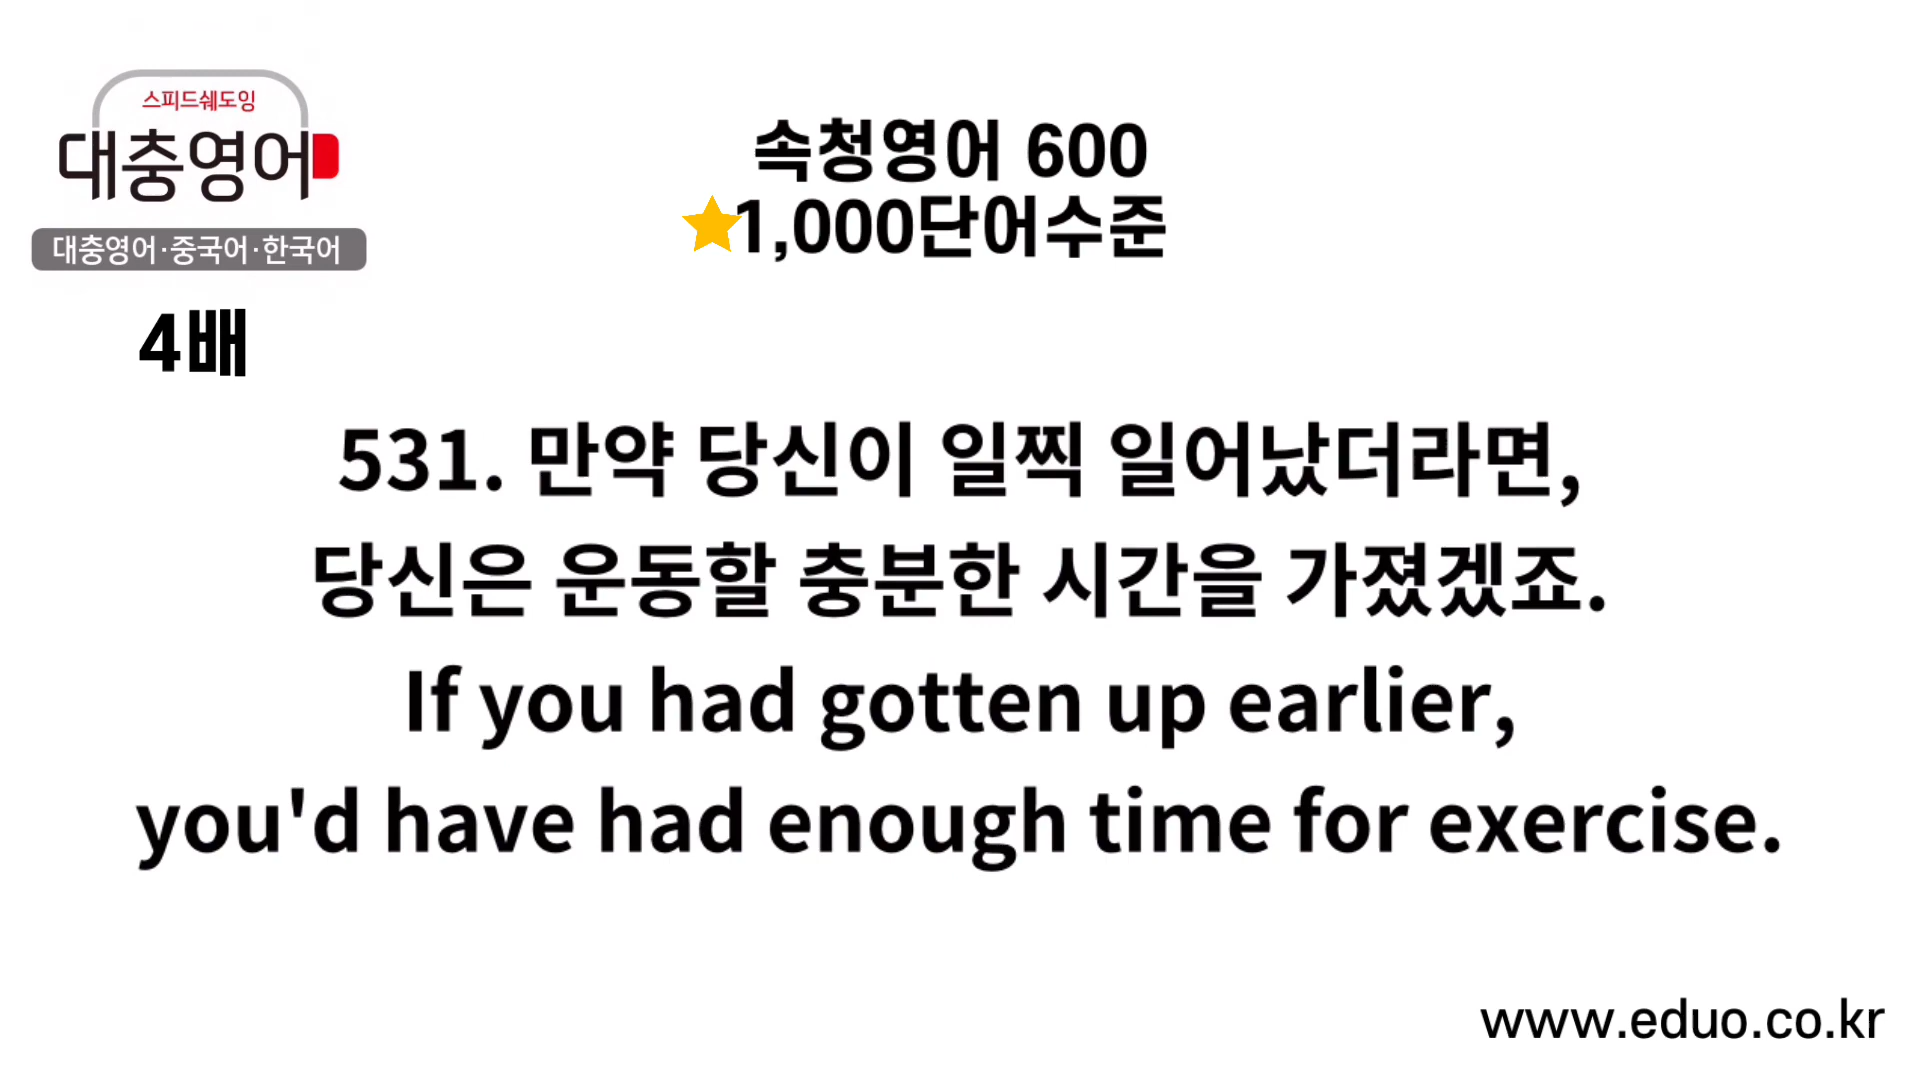 스피드쉐도잉
대충영어
대충영어·중국어·한국어
속청영어 600
1,000단어수준
4배
531. 만약 당신이 일찍 일어났더라면,
당신은 운동할 충분한 시간을 가졌겠죠.
If you had gotten up earlier,
you'd have had enough time for exercise.
www.eduo.co.kr